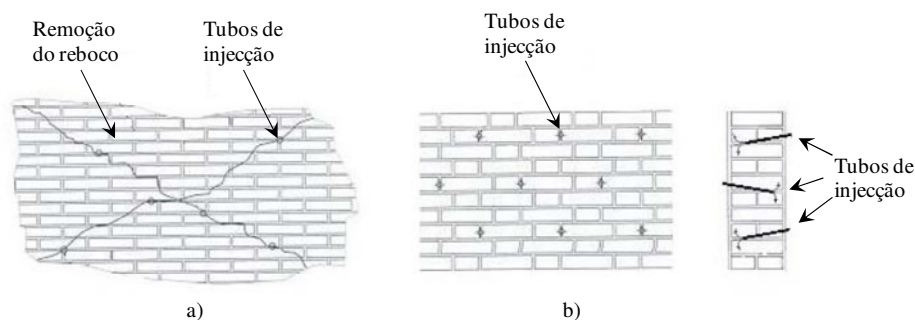 Remoção
do reboco
Tubos de
injecção
Tubos de
injecção
Tubos de
injecção
a)
b)